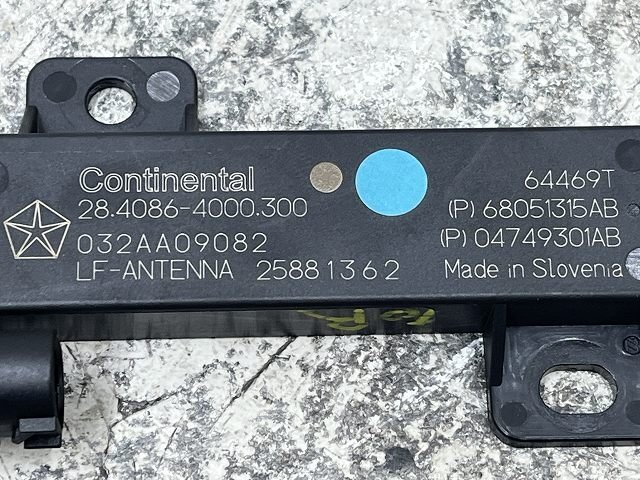 Continental
28.4086-4000.300
032AA09082
LF-ANTENNA 25881362
64469T
(P) 68051315AB
(P) 04749301AB
Made in Slovenia